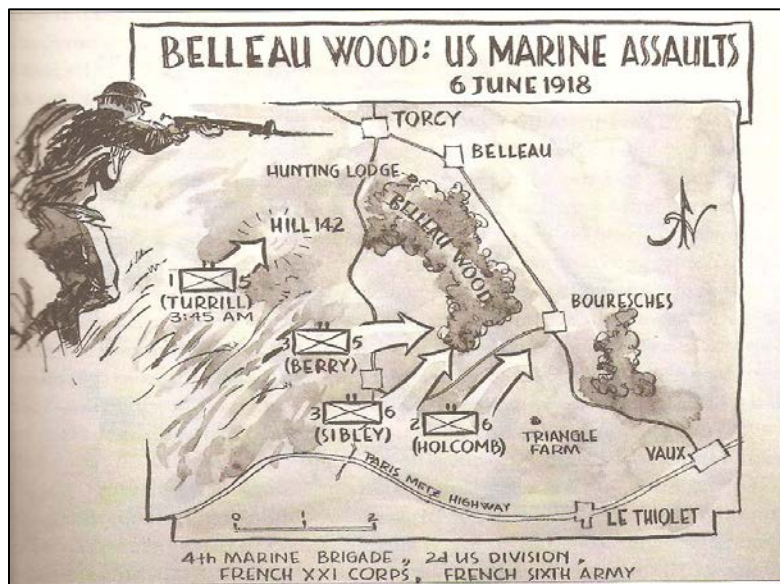 BELLEAU WOOD: US MARINE ASSAULTS
6 JUNE 1918
TORCY
BELLEAU
HUNTING LODGE
BELLEAU WOOD
HILL 142
1 5
(TURRILL)
3:45 AM
BOURESCHES
3 5
(BERRY)
3 6
(SIBLEY)
2 6
(HOLCOMB)
TRIANGLE
FARM
VAUX
PARIS METZ HIGHWAY
LE THIOLET
0 1 2
4th MARINE BRIGADE, 2d US DIVISION,
FRENCH XXI CORPS, FRENCH SIXTH ARMY
N